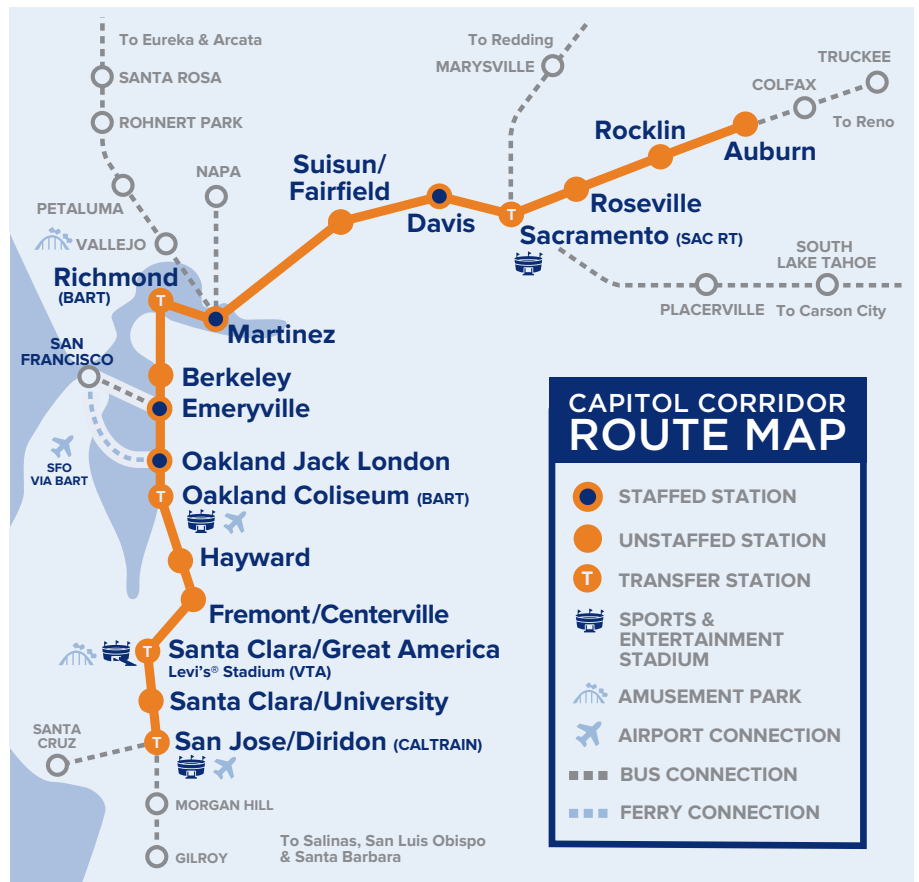 To Eureka & Arcata
SANTA ROSA
ROHNERT PARK
NAPA
PETALUMA
VALLEJO
To Redding
MARYSVILLE
TRUCKEE
COLFAX
To Reno
Auburn
Rocklin
Roseville
Sacramento (SAC RT)
T
SOUTH
LAKE TAHOE
PLACERVILLE
To Carson City
Davis
Suisun/
Fairfield
Martinez
Richmond
(BART)
T
SAN
FRANCISCO
Berkeley
Emeryville
SFO
VIA BART
Oakland Jack London
T
Oakland Coliseum (BART)
Hayward
Fremont/Centerville
T
Santa Clara/Great America
Levi's® Stadium (VTA)
Santa Clara/University
SANTA
CRUZ
T
San Jose/Diridon (CALTRAIN)
MORGAN HILL
GILROY
To Salinas, San Luis Obispo
& Santa Barbara
CAPITOL CORRIDOR
ROUTE MAP
STAFFED STATION
UNSTAFFED STATION
T
TRANSFER STATION
SPORTS &
ENTERTAINMENT
STADIUM
AMUSEMENT PARK
AIRPORT CONNECTION
BUS CONNECTION
FERRY CONNECTION